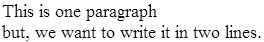 This is one paragraph
but, we want to write it in two lines.